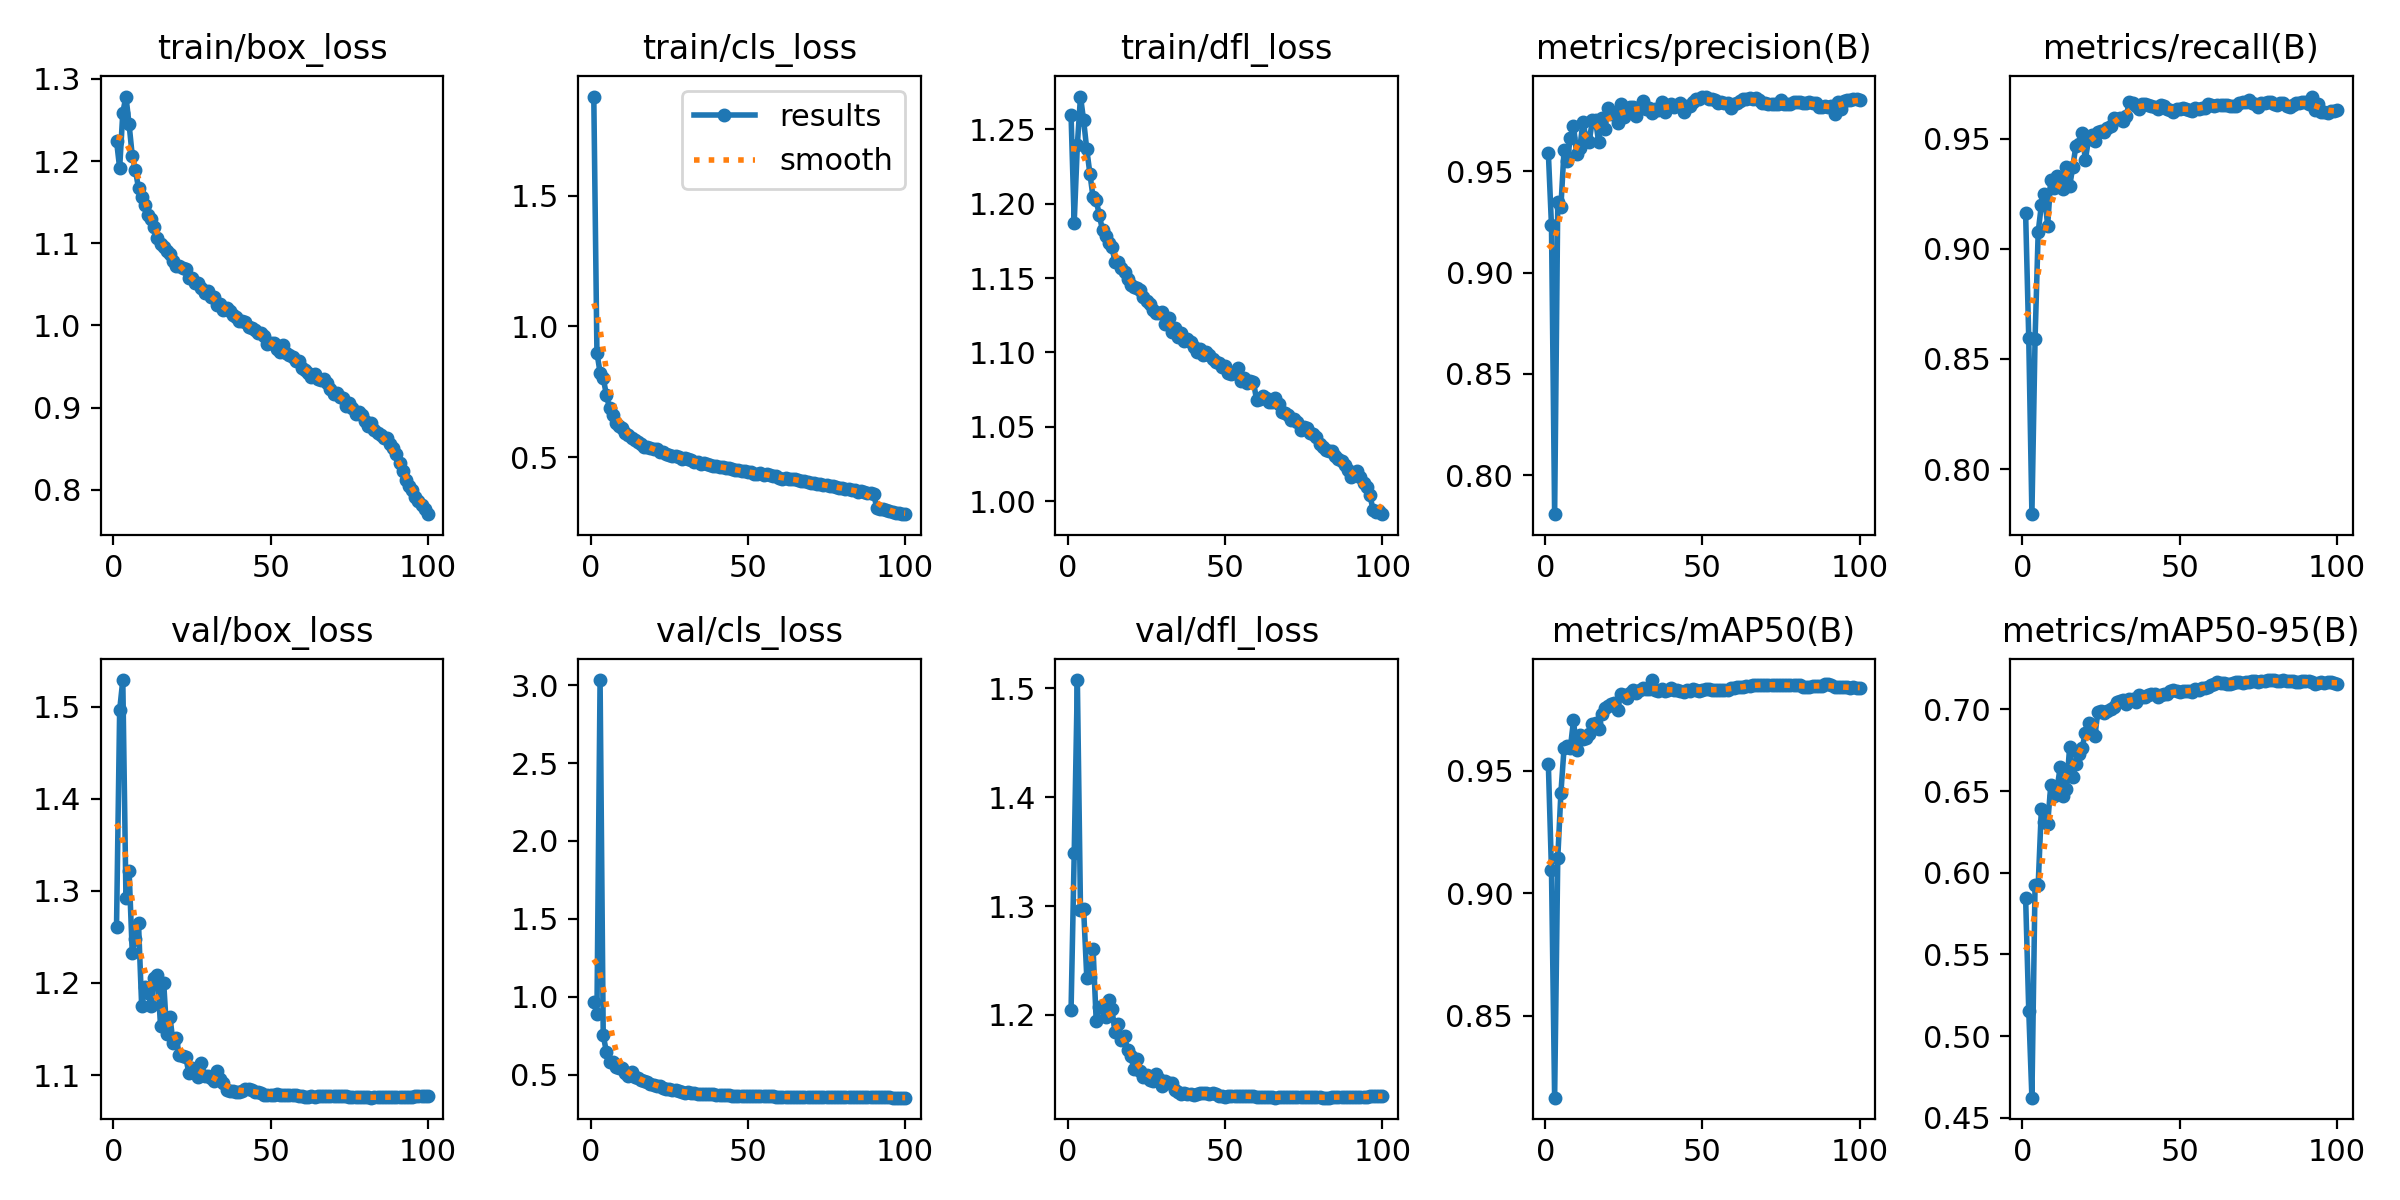 train/box_loss
1.3
1.2
1.1
1.0
0.9
0.8
0 50 100
train/cls_loss
results
smooth
1.5
1.0
0.5
0 50 100
train/dfl_loss
1.25
1.20
1.15
1.10
1.05
1.00
0 50 100
metrics/precision(B)
0.95
0.90
0.85
0.80
0 50 100
metrics/recall(B)
0.95
0.90
0.85
0.80
0 50 100
val/box_loss
1.5
1.4
1.3
1.2
1.1
0 50 100
val/cls_loss
3.0
2.5
2.0
1.5
1.0
0.5
0 50 100
val/dfl_loss
1.5
1.4
1.3
1.2
0 50 100
metrics/mAP50(B)
0.95
0.90
0.85
0 50 100
metrics/mAP50-95(B)
0.70
0.65
0.60
0.55
0.50
0.45
0 50 100